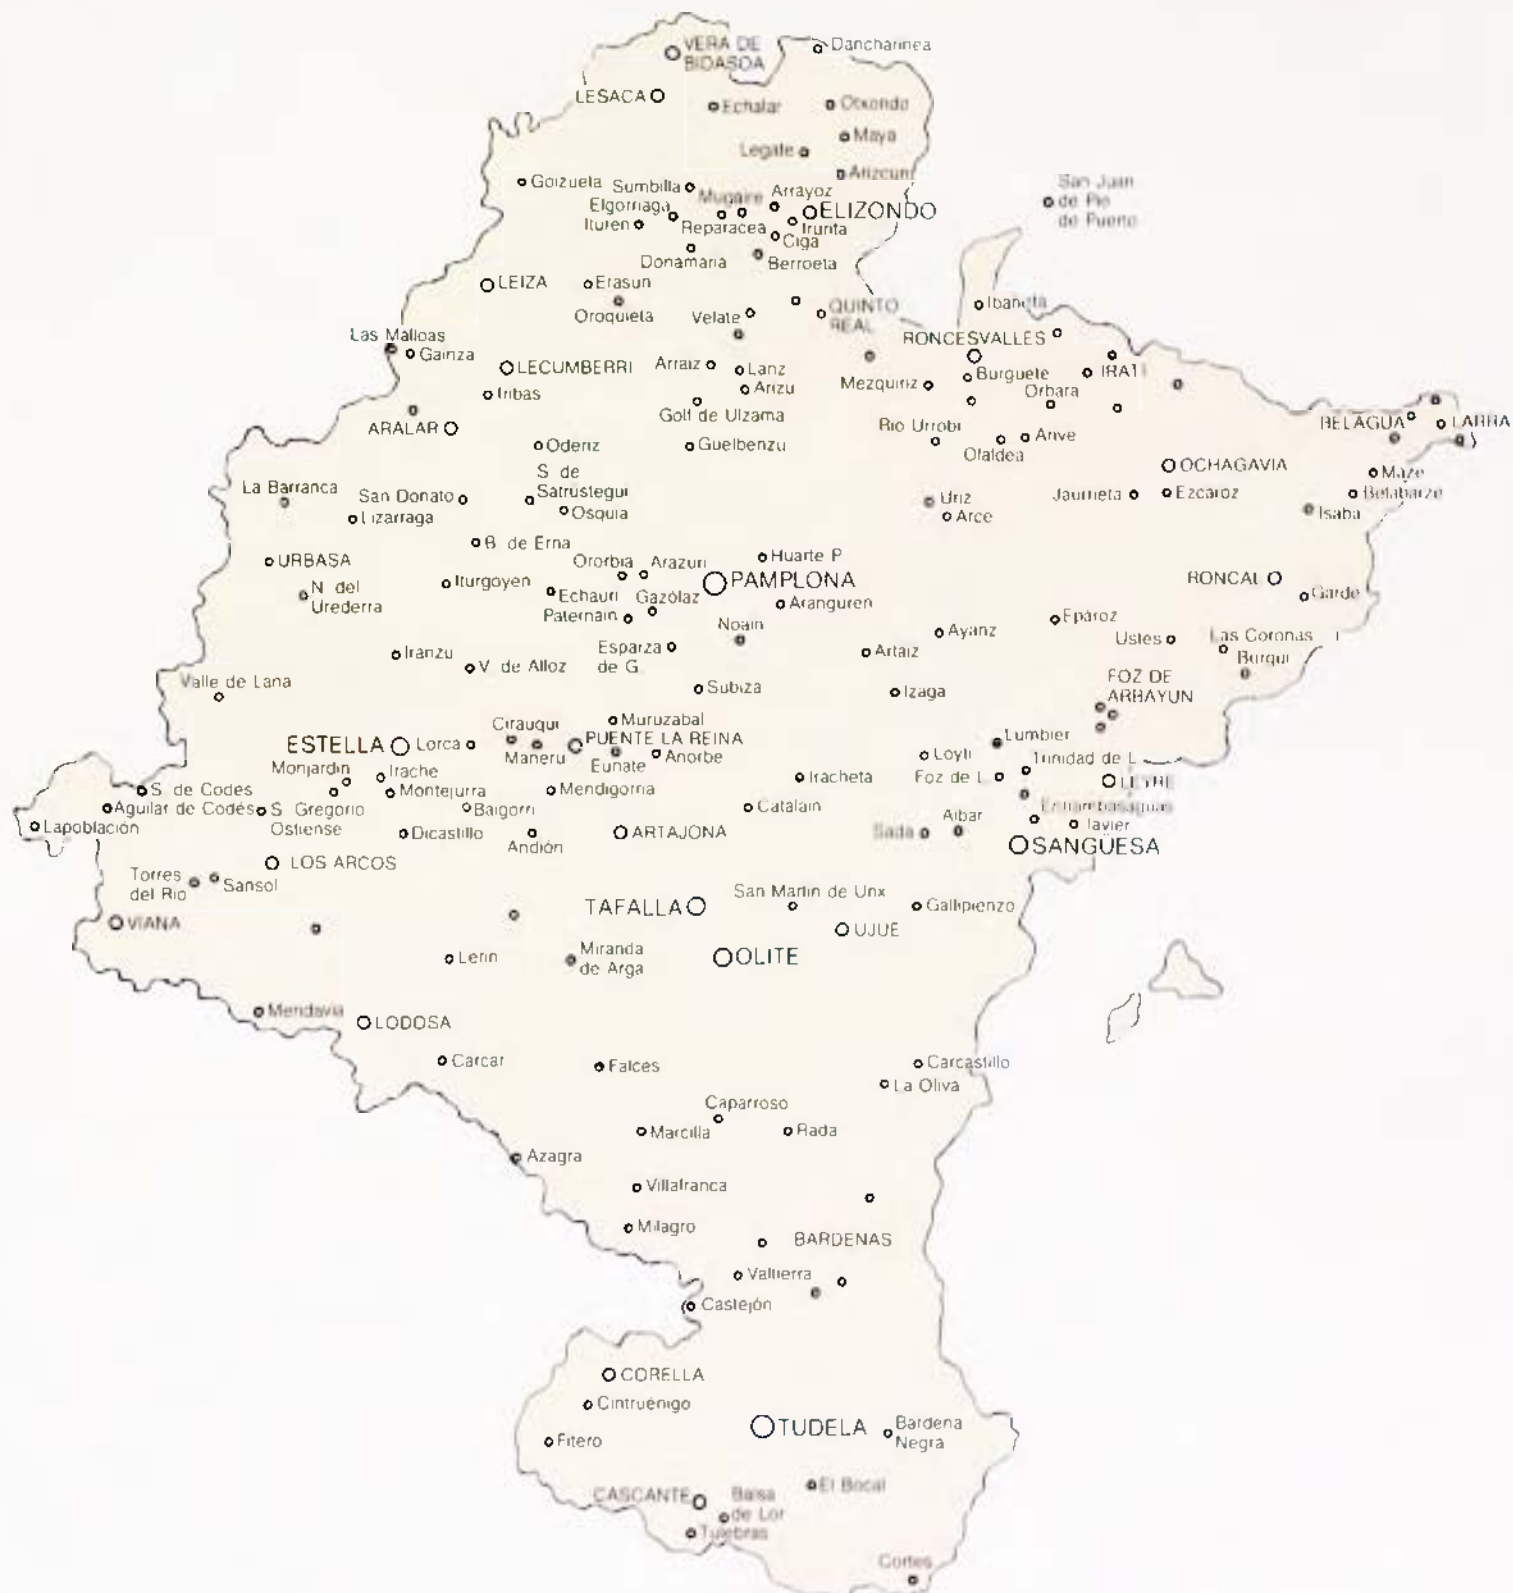 VERA DE
BIDASOA
Dancharinea
LESACA
Echalar
Otxondo
Maya
Legate
Arizcun
San Juan
de Pie
de Puerto
Goizueta
Sumbilla
Mugaire
Arrayoz
Elgorriaga
ELIZONDO
Ituren
Reparacea
Irurita
Ciga
Donamaria
Berroeta
LEIZA
Erasun
Oroquieta
Velate
QUINTO
REAL
Ibaneta
RONCESVALLES
Las Malloas
Gainza
LECUMBERRI
Arraiz
Lanz
Burguete
IRATI
Iribas
Arizu
Mezquiriz
Orbara
Golf de Ulzama
ARALAR
Oderiz
Guelbenzu
Rio Urrobi
Arive
Olaldea
BELAGUA
LARRA
OCHAGAVIA
Maze
La Barranca
San Donato
S. de
Satrustegui
Osquia
Lizarraga
Uriz
Arce
Jaurrieta
Ezcaroz
Belabarze
Isaba
B. de Erna
URBASA
Ororbia
Arazuri
Huarte P.
PAMPLONA
RONCAL
N. del
Urederra
Iturgoyen
Echauri
Gazólaz
Paternain
Aranguren
Garde
Noain
Ayanz
Eparoz
Ustes
Las Coronas
Burgui
Iranzu
V. de Alloz
Esparza
de G.
Artaiz
Valle de Lana
Subiza
Izaga
FOZ DE
ARBAYUN
Muruzabal
Cirauqui
ESTELLA
Lorca
Maneru
PUENTE LA REINA
Eunate
Anorbe
Lumbier
Loyti
Trinidad de L.
Monjardin
Irache
Iracheta
Foz de L.
LEYRE
S. de Codes
Montejurra
Mendigorria
Aguilar de Codés
S. Gregorio
Ostiense
Baigorri
Catalain
Entrambasaguas
Lapoblación
Dicastillo
Andión
ARTAJONA
Sada
Aibar
Javier
SANGUESA
LOS ARCOS
Torres
del Rio
Sansol
TAFALLA
San Martin de Unx
Gallipienzo
VIANA
UJUE
Lerin
Miranda
de Arga
OLITE
Mendavia
LODOSA
Carcar
Falces
Carcastillo
La Oliva
Caparroso
Marcilla
Rada
Azagra
Villafranca
Milagro
BARDENAS
Valtierra
Castejón
CORELLA
Cintruénigo
TUDELA
Bardena
Negra
Fitero
CASCANTE
Balsa
de Lor
El Bocal
Tulebras
Cortes